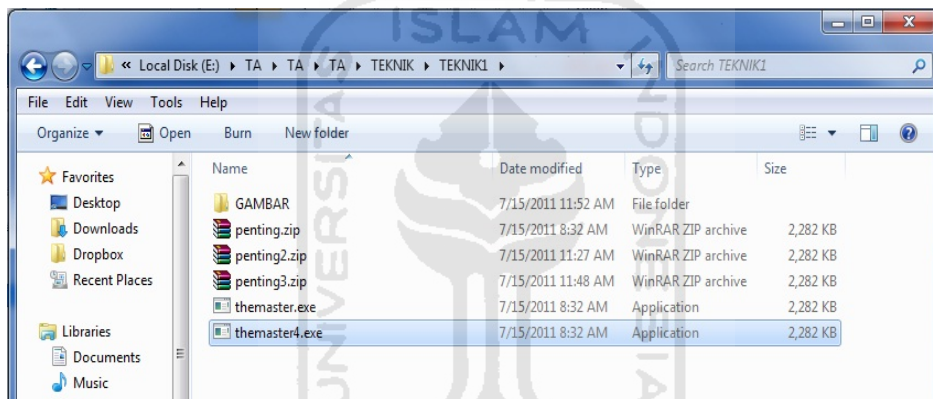 ISLAM
UNIVERSITAS
INDONESIA
« Local Disk (E:) ▸ TA ▸ TA ▸ TA ▸ TEKNIK ▸ TEKNIK1 ▸
Search TEKNIK1
File Edit View Tools Help
Organize ▾ Open Burn New folder
Favorites
Desktop
Downloads
Dropbox
Recent Places
Libraries
Documents
Music
Name Date modified Type Size
GAMBAR 7/15/2011 11:52 AM File folder
penting.zip 7/15/2011 8:32 AM WinRAR ZIP archive 2,282 KB
penting2.zip 7/15/2011 11:27 AM WinRAR ZIP archive 2,282 KB
penting3.zip 7/15/2011 11:48 AM WinRAR ZIP archive 2,282 KB
themaster.exe 7/15/2011 8:32 AM Application 2,282 KB
themaster4.exe 7/15/2011 8:32 AM Application 2,282 KB